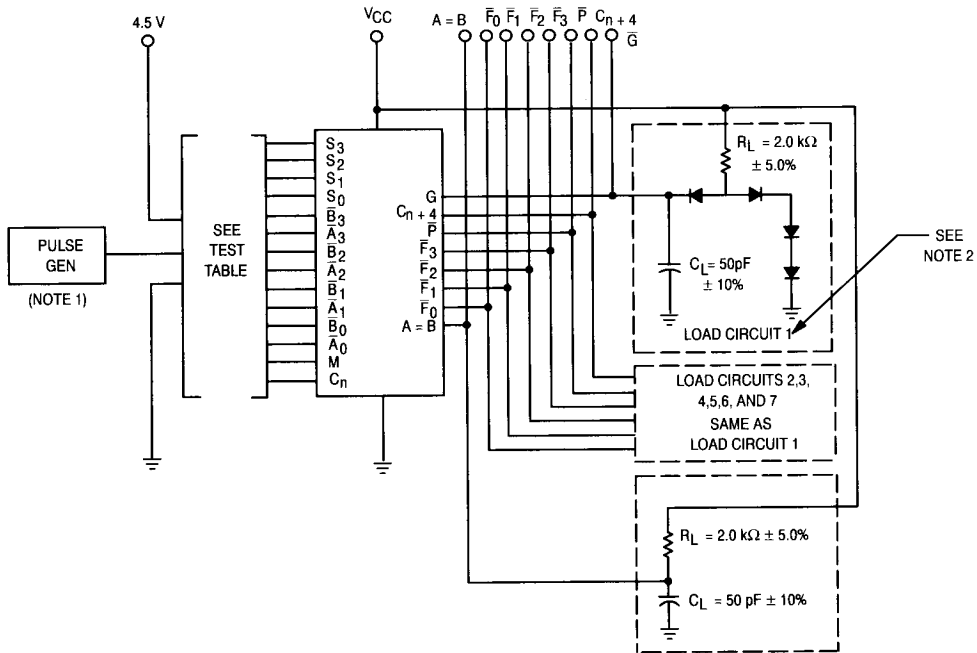 4.5 V
V_CC
A = B
F̅0 F̅1 F̅2 F̅3 P̅ Cn + 4
G̅
PULSE
GEN
(NOTE 1)
SEE
TEST
TABLE
S3
S2
S1
S0
B̅3
A̅3
B̅2
A̅2
B̅1
A̅1
B̅0
A̅0
M
Cn
G
Cn + 4
P̅
F̅3
F̅2
F̅1
F̅0
A = B
RL = 2.0 kΩ
± 5.0%
CL = 50pF
± 10%
LOAD CIRCUIT 1
SEE
NOTE 2
LOAD CIRCUITS 2,3,
4,5,6, AND 7
SAME AS
LOAD CIRCUIT 1
RL = 2.0 kΩ ± 5.0%
CL = 50 pF ± 10%